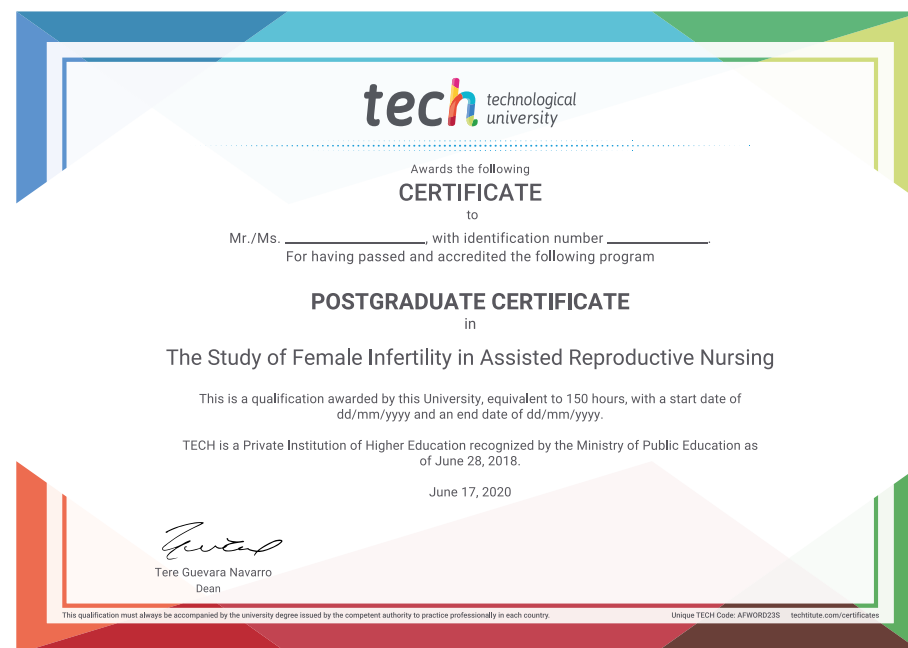 tech technological
university
Awards the following
CERTIFICATE
to
Mr./Ms. ____________________, with identification number ______________.
For having passed and accredited the following program
POSTGRADUATE CERTIFICATE
in
The Study of Female Infertility in Assisted Reproductive Nursing
This is a qualification awarded by this University, equivalent to 150 hours, with a start date of
dd/mm/yyyy and an end date of dd/mm/yyyy.
TECH is a Private Institution of Higher Education recognized by the Ministry of Public Education as
of June 28, 2018.
June 17, 2020
Tere Guevara Navarro
Dean
This qualification must always be accompanied by the university degree issued by the competent authority to practice professionally in each country. Unique TECH Code: AFWORD23S techtitute.com/certificates